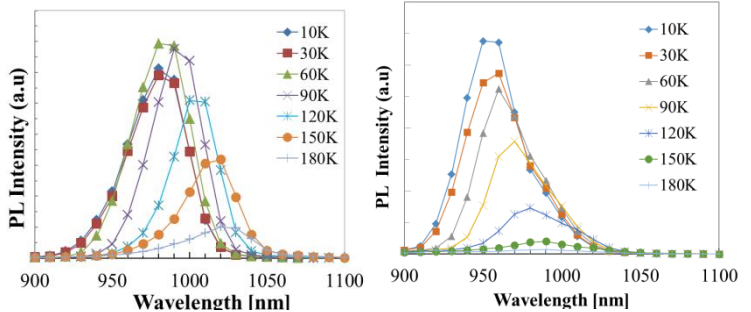 PL Intensity (a.u)
10K
30K
60K
90K
120K
150K
180K
900 950 1000 1050 1100
Wavelength [nm]
PL Intensity (a.u)
10K
30K
60K
90K
120K
150K
180K
900 950 1000 1050 1100
Wavelength [nm]